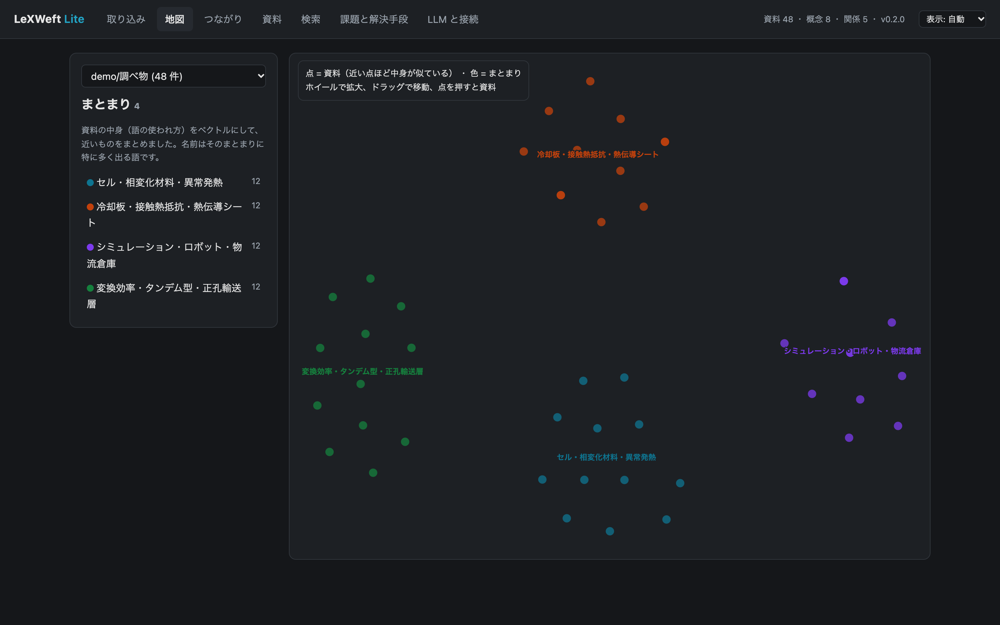 LeXWeft Lite 取り込み 地図 つながり 資料 検索 課題と解決手段 LLM と接続 資料 48 ・ 概念 8 ・ 関係 5 ・ v0.2.0 表示: 自動
demo/調べ物 (48 件)
まとまり 4
資料の中身（語の使われ方）をベクトルにして、
近いものをまとめました。名前はそのまとまりに
特に多く出る語です。
セル・相変化材料・異常発熱 12
冷却板・接触熱抵抗・熱伝導シー 12
ト
シミュレーション・ロボット・物 12
流倉庫
変換効率・タンデム型・正孔輸送 12
層
点 = 資料（近い点ほど中身が似ている） ・ 色 = まとまり
ホイールで拡大、ドラッグで移動、点を押すと資料
冷却板・接触熱抵抗・熱伝導シート
シミュレーション・ロボット・物流倉庫
変換効率・タンデム型・正孔輸送層
セル・相変化材料・異常発熱